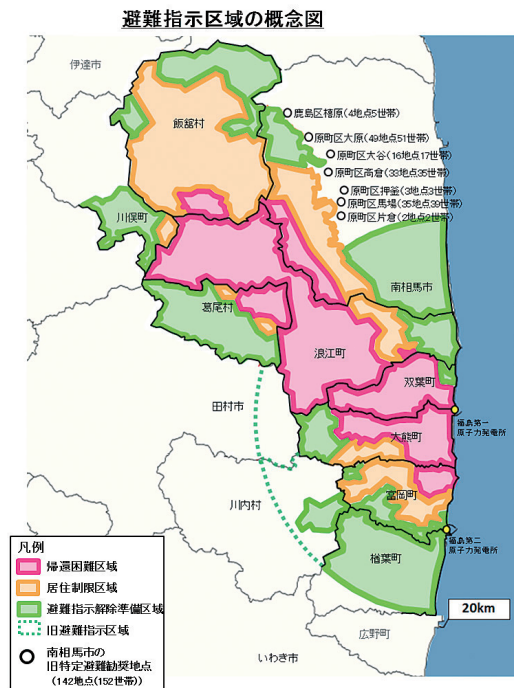 避難指示区域の概念図
伊達市
飯舘村
鹿島区橲原(4地点5世帯)
原町区大原(49地点51世帯)
原町区大谷(16地点17世帯)
原町区高倉(33地点35世帯)
原町区押釜(3地点3世帯)
原町区馬場(35地点39世帯)
原町区片倉(2地点2世帯)
川俣町
南相馬市
葛尾村
浪江町
双葉町
田村市
福島第一
原子力発電所
大熊町
川内村
富岡町
福島第二
原子力発電所
楢葉町
凡例
帰還困難区域
居住制限区域
避難指示解除準備区域
旧避難指示区域
南相馬市の
旧特定避難勧奨地点
(142地点(152世帯))
20km
広野町
いわき市